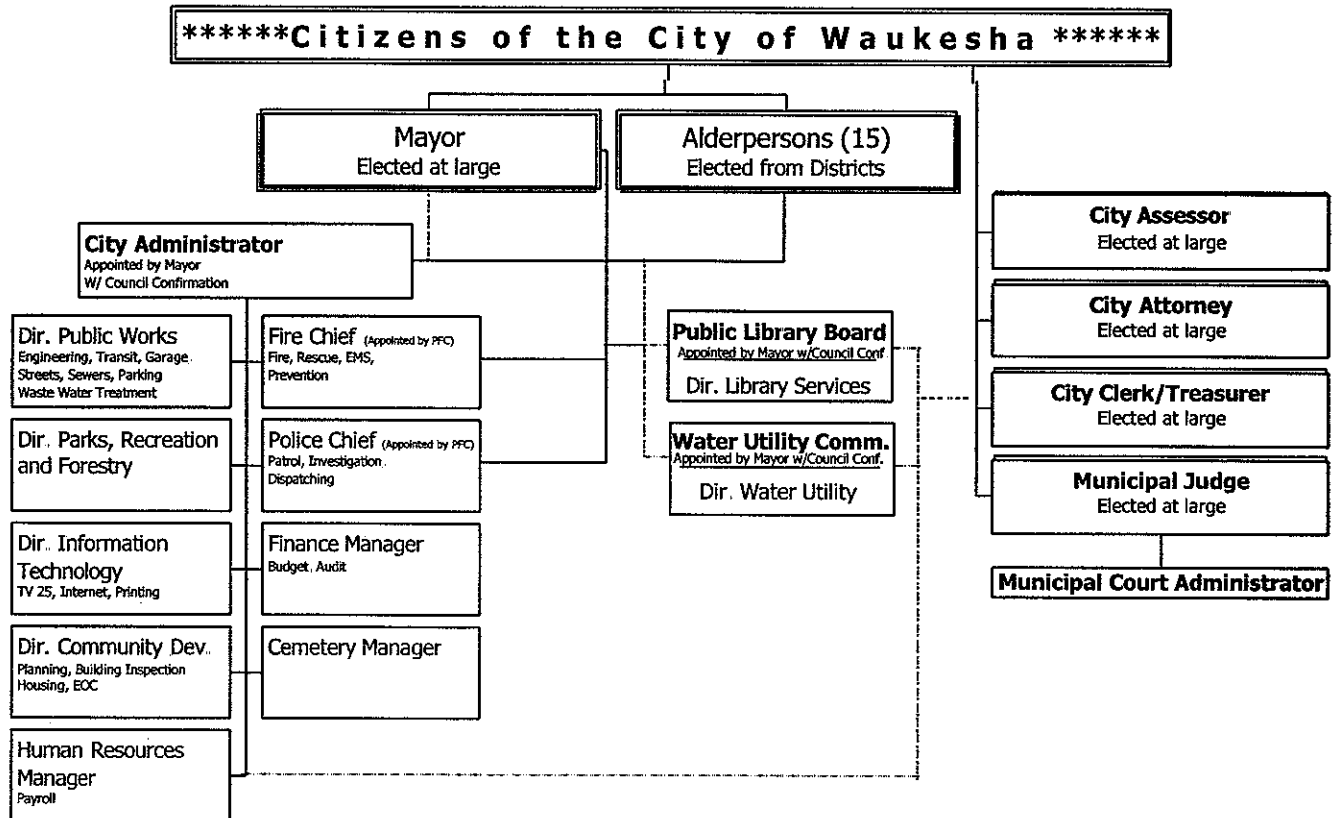 ******Citizens of the City of Waukesha ******
Mayor
Elected at large
Alderpersons (15)
Elected from Districts
City Administrator
Appointed by Mayor
W/ Council Confirmation
Dir. Public Works
Engineering, Transit, Garage
Streets, Sewers, Parking
Waste Water Treatment
Fire Chief (Appointed by PFC)
Fire, Rescue, EMS,
Prevention
Dir. Parks, Recreation
and Forestry
Police Chief (Appointed by PFC)
Patrol, Investigation
Dispatching
Dir. Information
Technology
TV 25, Internet, Printing
Finance Manager
Budget, Audit
Dir. Community Dev.
Planning, Building Inspection
Housing, EOC
Cemetery Manager
Human Resources
Manager
Payroll
Public Library Board
Appointed by Mayor w/Council Conf
Dir. Library Services
Water Utility Comm.
Appointed by Mayor w/Council Conf.
Dir. Water Utility
City Assessor
Elected at large
City Attorney
Elected at large
City Clerk/Treasurer
Elected at large
Municipal Judge
Elected at large
Municipal Court Administrator